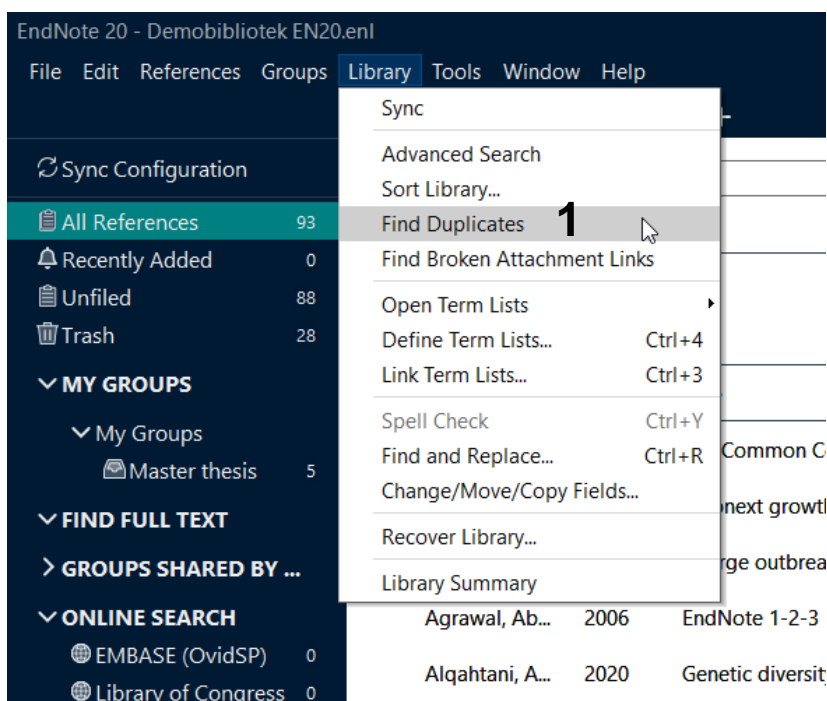 EndNote 20 - Demobibliotek EN20.enl
File Edit References Groups Library Tools Window Help
Sync
Sync Configuration
Advanced Search
Sort Library...
All References 93
Find Duplicates 1
Recently Added 0
Find Broken Attachment Links
Unfiled 88
Open Term Lists
Trash 28
Define Term Lists... Ctrl+4
Link Term Lists... Ctrl+3
MY GROUPS
Spell Check Ctrl+Y
My Groups
Find and Replace... Ctrl+R
Common C
Master thesis 5
Change/Move/Copy Fields...
next growt
FIND FULL TEXT
Recover Library...
GROUPS SHARED BY ...
rge outbrea
Library Summary
ONLINE SEARCH
Agrawal, Ab... 2006 EndNote 1-2-3
EMBASE (OvidSP) 0
Alqahtani, A... 2020 Genetic diversit
Library of Congress 0